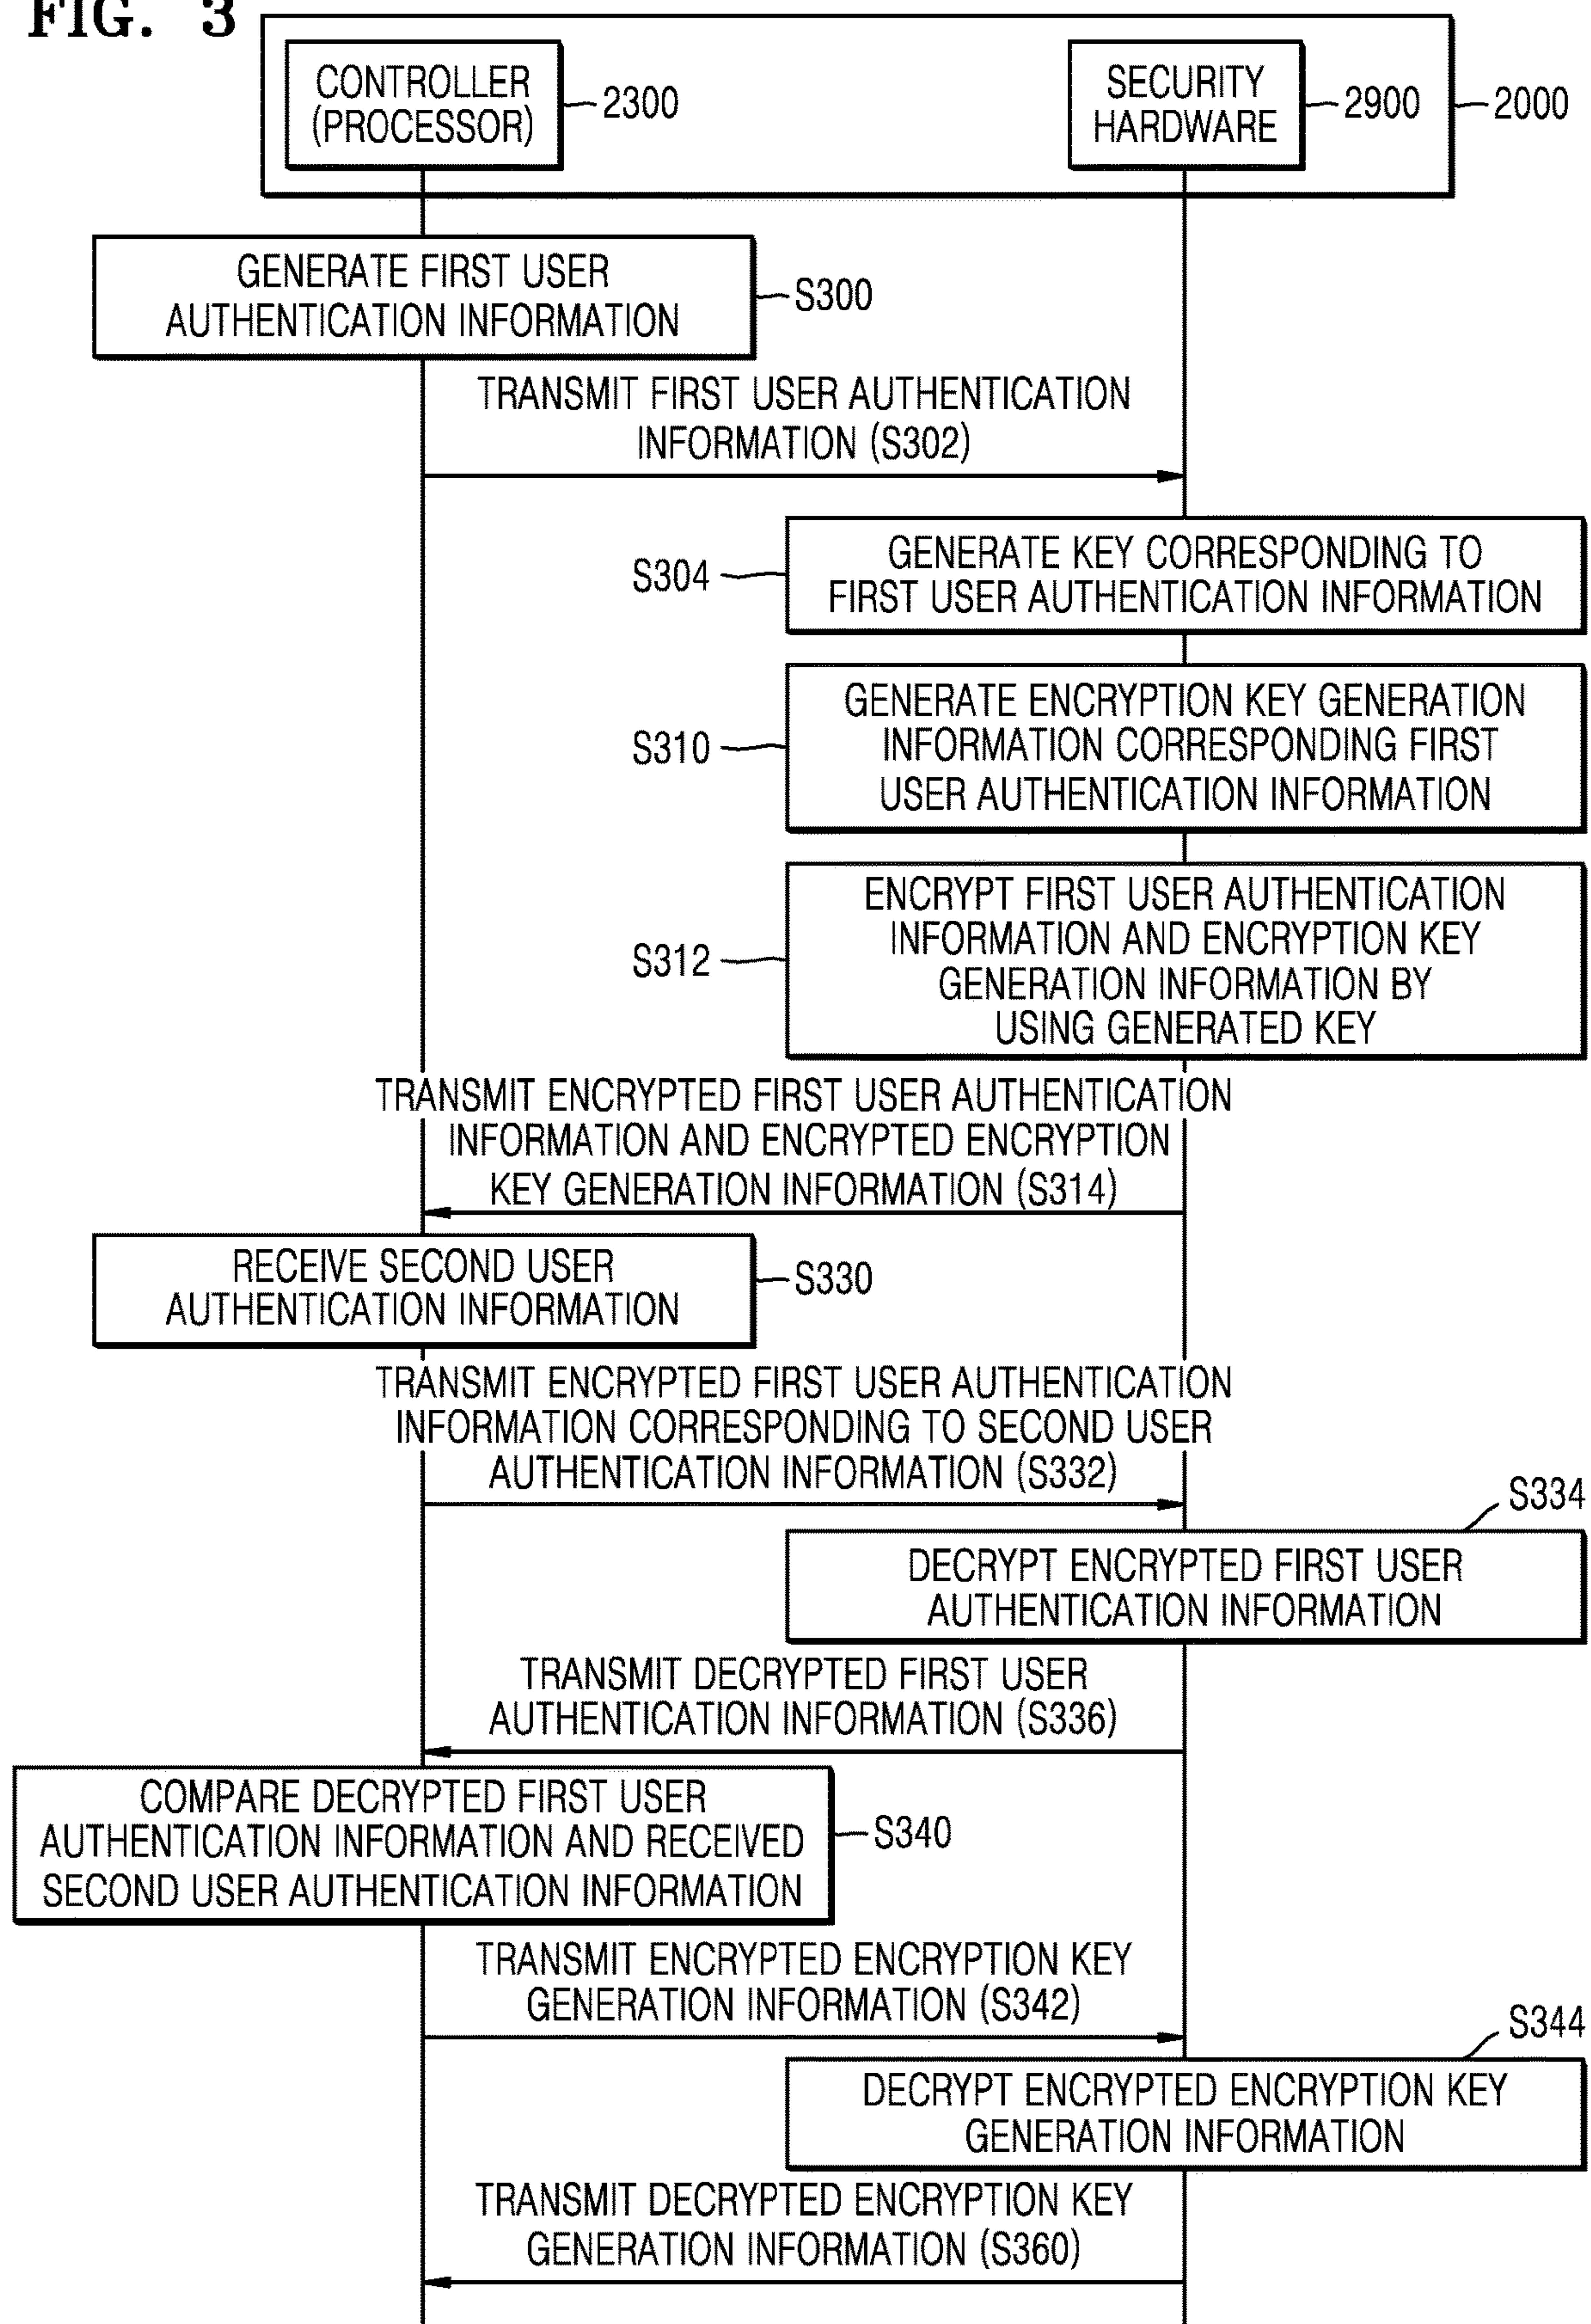 FIG. 3
CONTROLLER
(PROCESSOR)
2300
SECURITY
HARDWARE
2900
2000
GENERATE FIRST USER
AUTHENTICATION INFORMATION
S300
TRANSMIT FIRST USER AUTHENTICATION
INFORMATION (S302)
S304
GENERATE KEY CORRESPONDING TO
FIRST USER AUTHENTICATION INFORMATION
S310
GENERATE ENCRYPTION KEY GENERATION
INFORMATION CORRESPONDING FIRST
USER AUTHENTICATION INFORMATION
S312
ENCRYPT FIRST USER AUTHENTICATION
INFORMATION AND ENCRYPTION KEY
GENERATION INFORMATION BY
USING GENERATED KEY
TRANSMIT ENCRYPTED FIRST USER AUTHENTICATION
INFORMATION AND ENCRYPTED ENCRYPTION
KEY GENERATION INFORMATION (S314)
RECEIVE SECOND USER
AUTHENTICATION INFORMATION
S330
TRANSMIT ENCRYPTED FIRST USER AUTHENTICATION
INFORMATION CORRESPONDING TO SECOND USER
AUTHENTICATION INFORMATION (S332)
S334
DECRYPT ENCRYPTED FIRST USER
AUTHENTICATION INFORMATION
TRANSMIT DECRYPTED FIRST USER
AUTHENTICATION INFORMATION (S336)
COMPARE DECRYPTED FIRST USER
AUTHENTICATION INFORMATION AND RECEIVED
SECOND USER AUTHENTICATION INFORMATION
S340
TRANSMIT ENCRYPTED ENCRYPTION KEY
GENERATION INFORMATION (S342)
S344
DECRYPT ENCRYPTED ENCRYPTION KEY
GENERATION INFORMATION
TRANSMIT DECRYPTED ENCRYPTION KEY
GENERATION INFORMATION (S360)